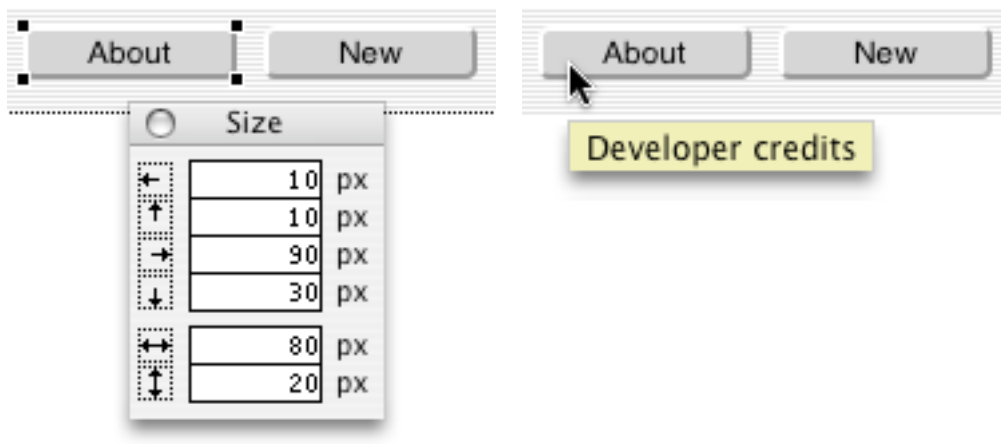 About New
About New
Size
Developer credits
10 px
10 px
90 px
30 px
80 px
20 px